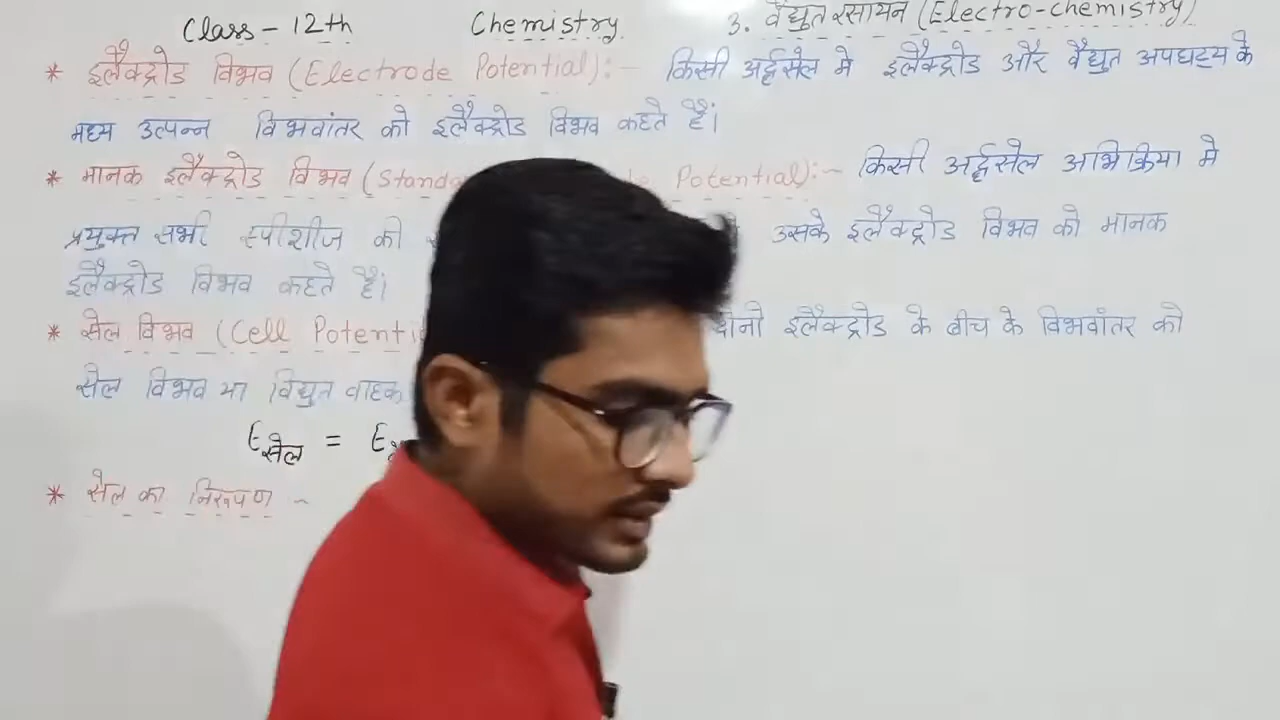 Class - 12th Chemistry 3. वैद्युत रसायन (Electro-chemistry)
* इलैक्ट्रोड विभव (Electrode Potential):- किसी अर्द्धसेल मे इलैक्ट्रोड और वैद्युत अपघट्य के
मध्य उत्पन्न विभवांतर को इलैक्ट्रोड विभव कहते है।
* मानक इलैक्ट्रोड विभव ( Potential):- किसी अर्द्धसेल अभिक्रिया मे
प्रयुक्त सभी स्पीशीज की उसके इलैक्ट्रोड विभव को मानक
इलैक्ट्रोड विभव कहते है।
* सेल विभव (Cell दोनो इलैक्ट्रोड के बीच के विभवांतर को
सेल विभव या विद्युत वाहक
E सेल = E
* सेल का निरूपण -